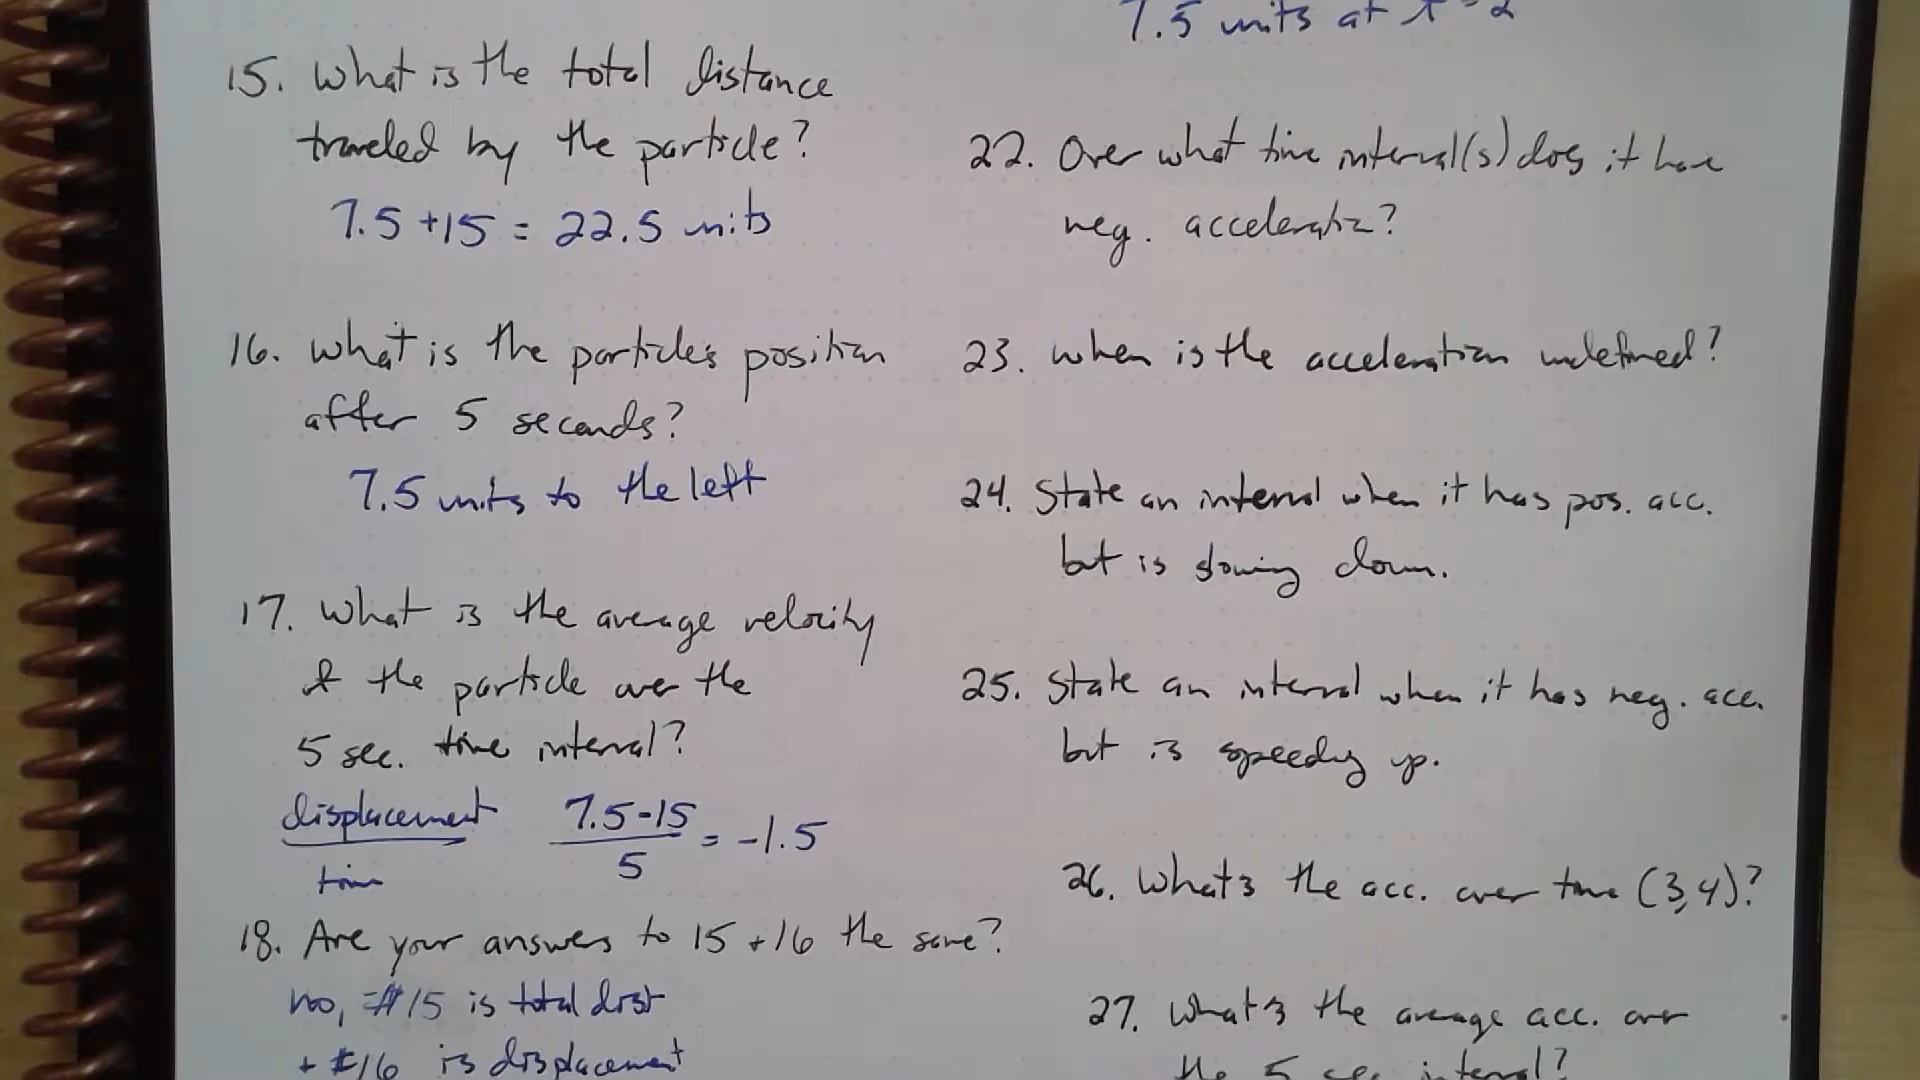 15. What is the total distance
traveled by the particle?
7.5 + 15 = 22.5 units
16. What is the particle's position
after 5 seconds?
7.5 units to the left
17. What is the average velocity
of the particle over the
5 sec. time interval?
displacement
time
7.5 - 15
5
= -1.5
18. Are your answers to 15 + 16 the same?
no, #15 is total dist
+ #16 is displacement
7.5 units at
22. Over what time interval(s) does it have
neg. acceleration?
23. When is the acceleration undefined?
24. State an interval when it has pos. acc.
but is slowing down.
25. State an interval when it has neg. acc.
but is speeding up.
26. What's the acc. over time (3,4)?
27. What's the average acc. over
the 5 sec interval?